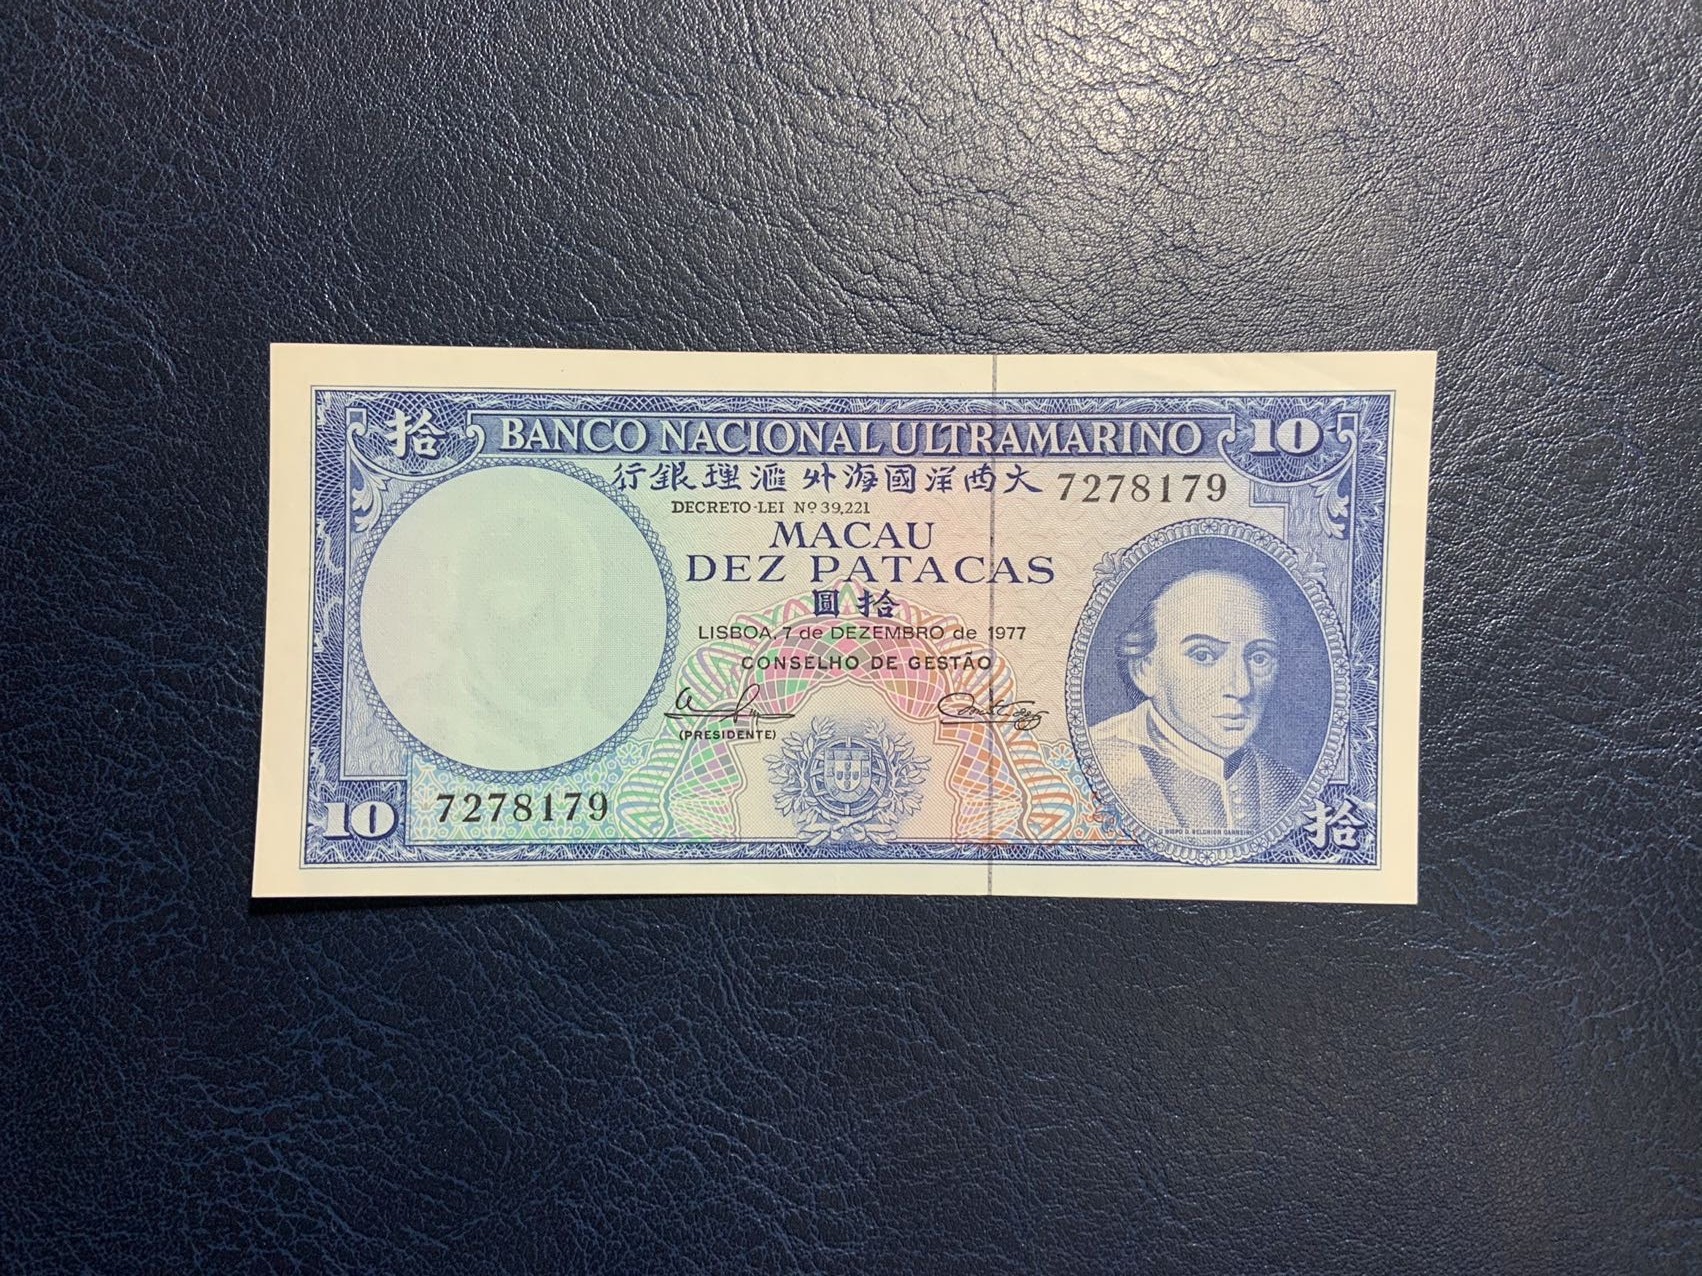 拾 BANCO NACIONAL ULTRAMARINO 10
行銀理滙外海國洋西大 7278179
DECRETO-LEI Nº 39,221
MACAU
DEZ PATACAS
圓拾
LISBOA, 7 de DEZEMBRO de 1977
CONSELHO DE GESTÃO
(PRESIDENTE)
10 7278179
D. BELCHIOR CARNEIRO
拾